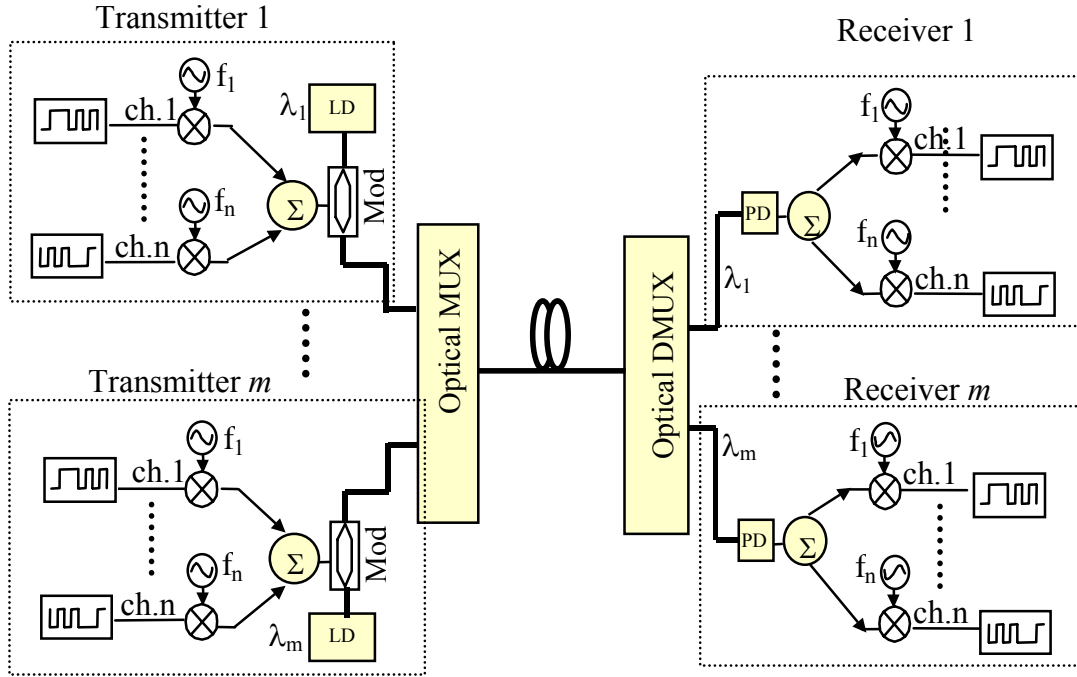 Transmitter 1
f1
ch.1
λ1
LD
fn
Σ
Mod
ch.n
Transmitter m
f1
ch.1
fn
Σ
Mod
ch.n
λm
LD
Optical MUX
Optical DMUX
Receiver 1
f1
ch.1
PD
Σ
fn
λ1
ch.n
Receiver m
f1
λm
ch.1
PD
Σ
fn
ch.n